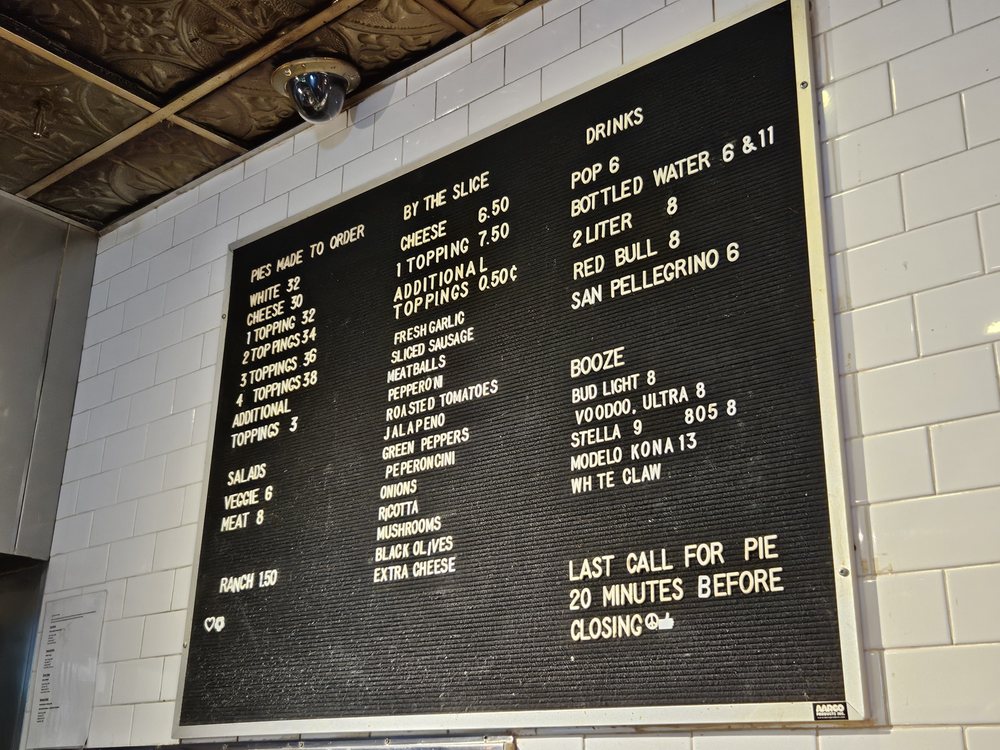 PIES MADE TO ORDER
WHITE 32
CHEESE 30
1 TOPPING 32
2 TOPPINGS 34
3 TOPPINGS 36
4 TOPPINGS 38
ADDITIONAL
TOPPINGS 3
SALADS
VEGGIE 6
MEAT 8
RANCH 1.50
BY THE SLICE
CHEESE 6.50
1 TOPPING 7.50
ADDITIONAL
TOPPINGS 0.50¢
FRESH GARLIC
SLICED SAUSAGE
MEATBALLS
PEPPERONI
ROASTED TOMATOES
JALAPENO
GREEN PEPPERS
PEPERONCINI
ONIONS
RICOTTA
MUSHROOMS
BLACK OLIVES
EXTRA CHEESE
DRINKS
POP 6
BOTTLED WATER 6 & 11
2 LITER 8
RED BULL 8
SAN PELLEGRINO 6
BOOZE
BUD LIGHT 8
VOODOO, ULTRA 8
STELLA 9 805 8
MODELO KONA 13
WH TE CLAW
LAST CALL FOR PIE
20 MINUTES BEFORE
CLOSING
AARCO